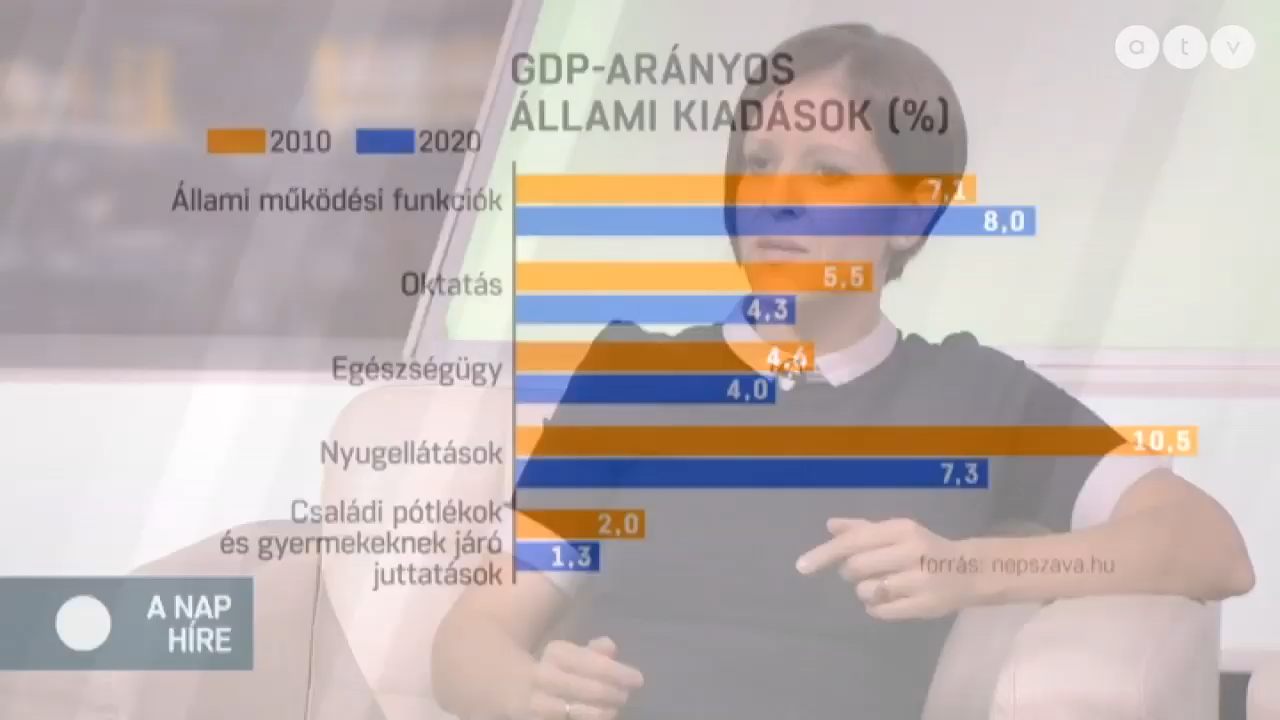 atv
GDP-ARÁNYOS
ÁLLAMI KIADÁSOK (%)
2010 2020
Állami működési funkciók
7,1
8,0
Oktatás
5,5
4,3
Egészségügy
4,6
4,0
Nyugellátások
10,5
7,3
Családi pótlékok
és gyermekeknek járó
juttatások
2,0
1,3
forrás: nepszava.hu
A NAP
HÍRE